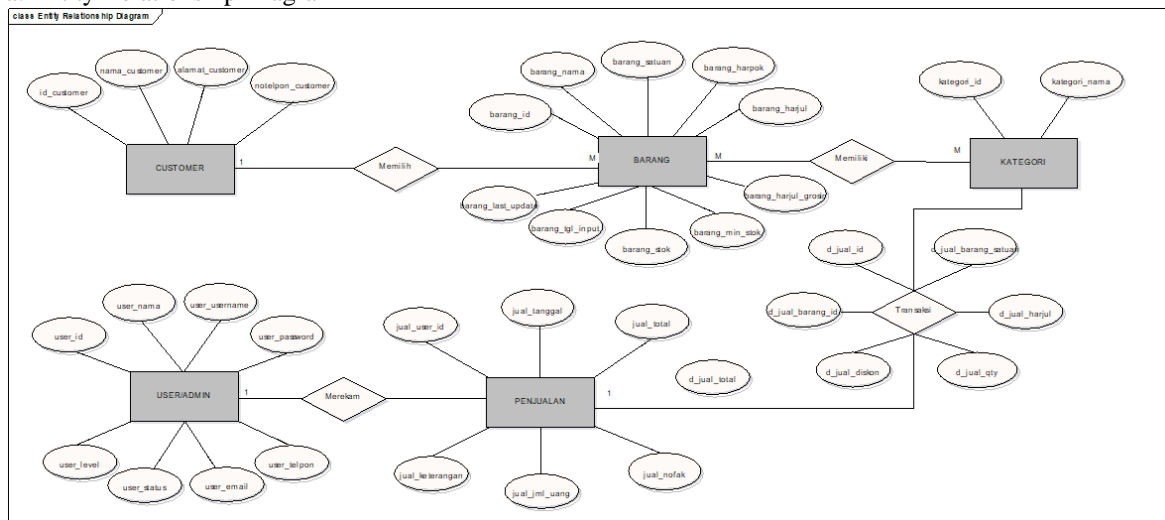 class Entity Relationship Diagram
nama_customer
alamat_customer
id_customer
notelpon_customer
CUSTOMER
1
Memilih
M
barang_nama
barang_satuan
barang_harpok
barang_id
barang_harjul
BARANG
barang_last_update
barang_tgl_input
barang_stok
barang_min_stok
barang_harjul_grosir
M
Memiliki
M
kategori_id
kategori_nama
KATEGORI
d_jual_id
d_jual_barang_satuan
d_jual_barang_id
Transaksi
d_jual_harjul
d_jual_diskon
d_jual_qty
d_jual_total
user_nama
user_username
user_id
user_password
USER/ADMIN
1
Merekam
user_level
user_status
user_email
user_telpon
jual_user_id
jual_tanggal
jual_total
PENJUALAN
1
jual_keterangan
jual_jml_uang
jual_nofak